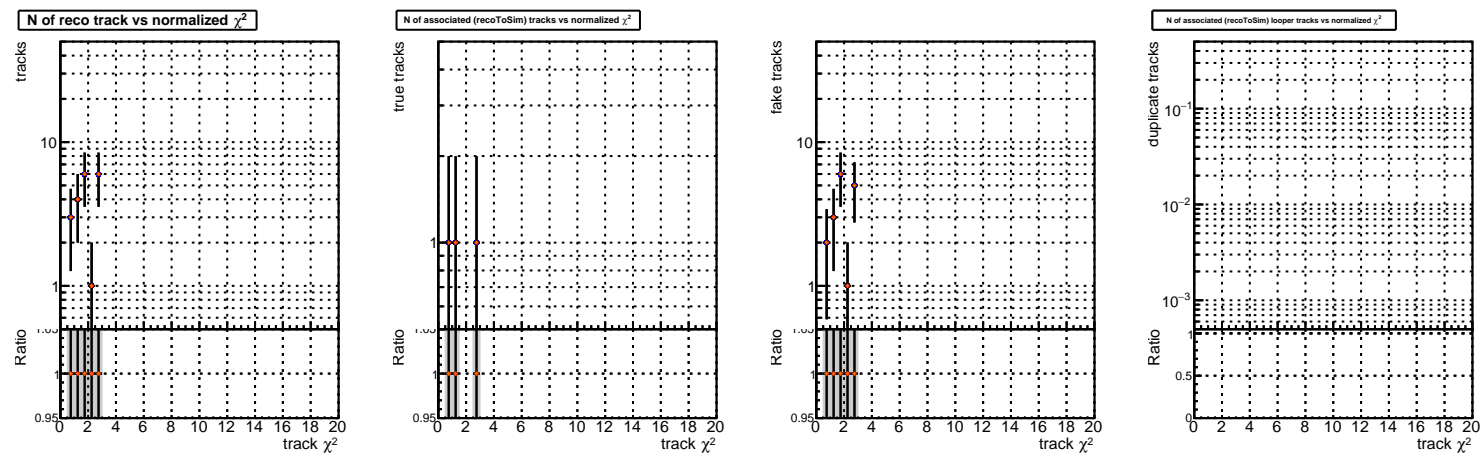 N of reco track vs normalized χ²
tracks
10
1
Ratio
1.05
1
0.95
0 2 4 6 8 10 12 14 16 18 20
track χ²
N of associated (recoToSim) tracks vs normalized χ²
true tracks
1
Ratio
1.05
1
0.95
0 2 4 6 8 10 12 14 16 18 20
track χ²
fake tracks
10
1
Ratio
1.05
1
0.95
0 2 4 6 8 10 12 14 16 18 20
track χ²
N of associated (recoToSim) looper tracks vs normalized χ²
duplicate tracks
10⁻¹
10⁻²
10⁻³
Ratio
1
0.5
0
0 2 4 6 8 10 12 14 16 18 20
track χ²